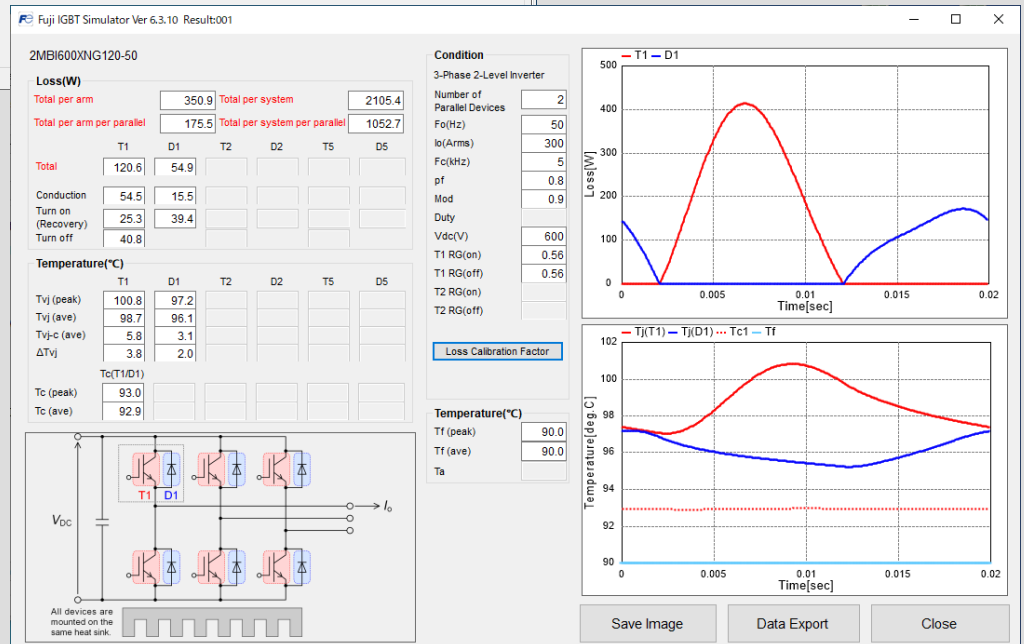 Fuji IGBT Simulator Ver 6.3.10 Result:001
2MBI600XNG120-50
Loss(W)
Total per arm 350.9 Total per system 2105.4
Total per arm per parallel 175.5 Total per system per parallel 1052.7
T1 D1 T2 D2 T5 D5
Total 120.6 54.9
Conduction 54.5 15.5
Turn on
(Recovery) 25.3 39.4
Turn off 40.8
Temperature(℃)
T1 D1 T2 D2 T5 D5
Tvj (peak) 100.8 97.2
Tvj (ave) 98.7 96.1
Tvj-c (ave) 5.8 3.1
ΔTvj 3.8 2.0
Tc(T1/D1)
Tc (peak) 93.0
Tc (ave) 92.9
VDC
T1 D1
Io
All devices are
mounted on the
same heat sink.
Condition
3-Phase 2-Level Inverter
Number of
Parallel Devices 2
Fo(Hz) 50
Io(Arms) 300
Fc(kHz) 5
pf 0.8
Mod 0.9
Duty
Vdc(V) 600
T1 RG(on) 0.56
T1 RG(off) 0.56
T2 RG(on)
T2 RG(off)
Loss Calibration Factor
Temperature(℃)
Tf (peak) 90.0
Tf (ave) 90.0
Ta
T1 D1
500
400
300
200
100
0
Loss[W]
0 0.005 0.01 0.015 0.02
Time[sec]
Tj(T1) Tj(D1) Tc1 Tf
102
100
98
96
94
92
90
Temperature[deg.C]
0 0.005 0.01 0.015 0.02
Time[sec]
Save Image Data Export Close